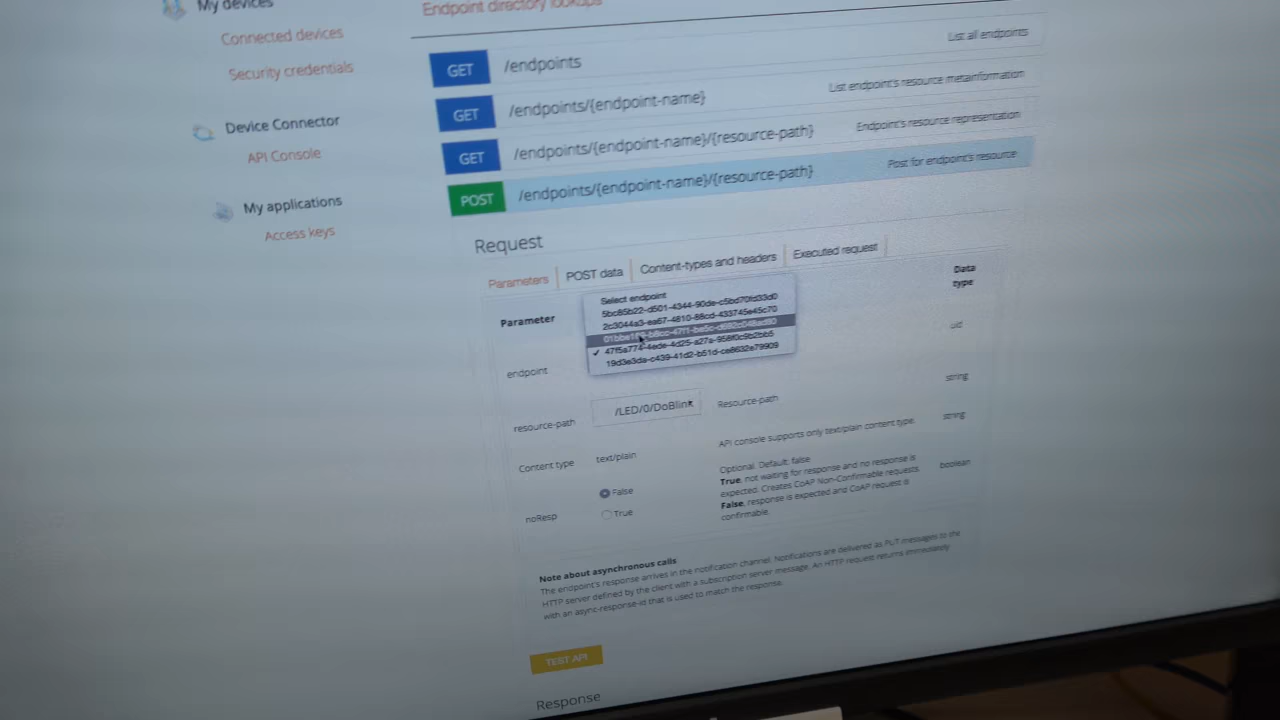 My devices
Connected devices
Security credentials
Device Connector
API Console
My applications
Access keys
Endpoint directory lookups
GET /endpoints List all endpoints
GET /endpoints/{endpoint-name} List endpoint's resource metainformation
GET /endpoints/{endpoint-name}/{resource-path} Endpoint's resource representation
POST /endpoints/{endpoint-name}/{resource-path} Post for endpoint's resource
Request
Parameters POST data Content-types and headers Executed request
Parameter
Data
type
Select endpoint
5bc85b22-d501-4344-90de-c5bd70fd33d0
2c3044a3-ea67-4810-88cd-433745e45c70
✓ 47f5a774-4ede-4d25-a27a-958f0c9b2bb5
19d3e3da-c439-41d2-b51d-ce8632e79909
endpoint
uid
resource-path /LED/0/DoBlink Resource-path string
Content type text/plain API console supports only text/plain content type. string
noResp
False
True
Optional. Default: false
True, not waiting for response and no response is
expected. Creates CoAP Non-Confirmable requests
False, response is expected and CoAP request is
confirmable.
boolean
Note about asynchronous calls
The endpoint's response arrives in the notification channel. Notifications are delivered as PUT messages to the
HTTP server defined by the client with a subscription server message. An HTTP request returns immediately
with an async-response-id that is used to match the response.
TEST API
Response